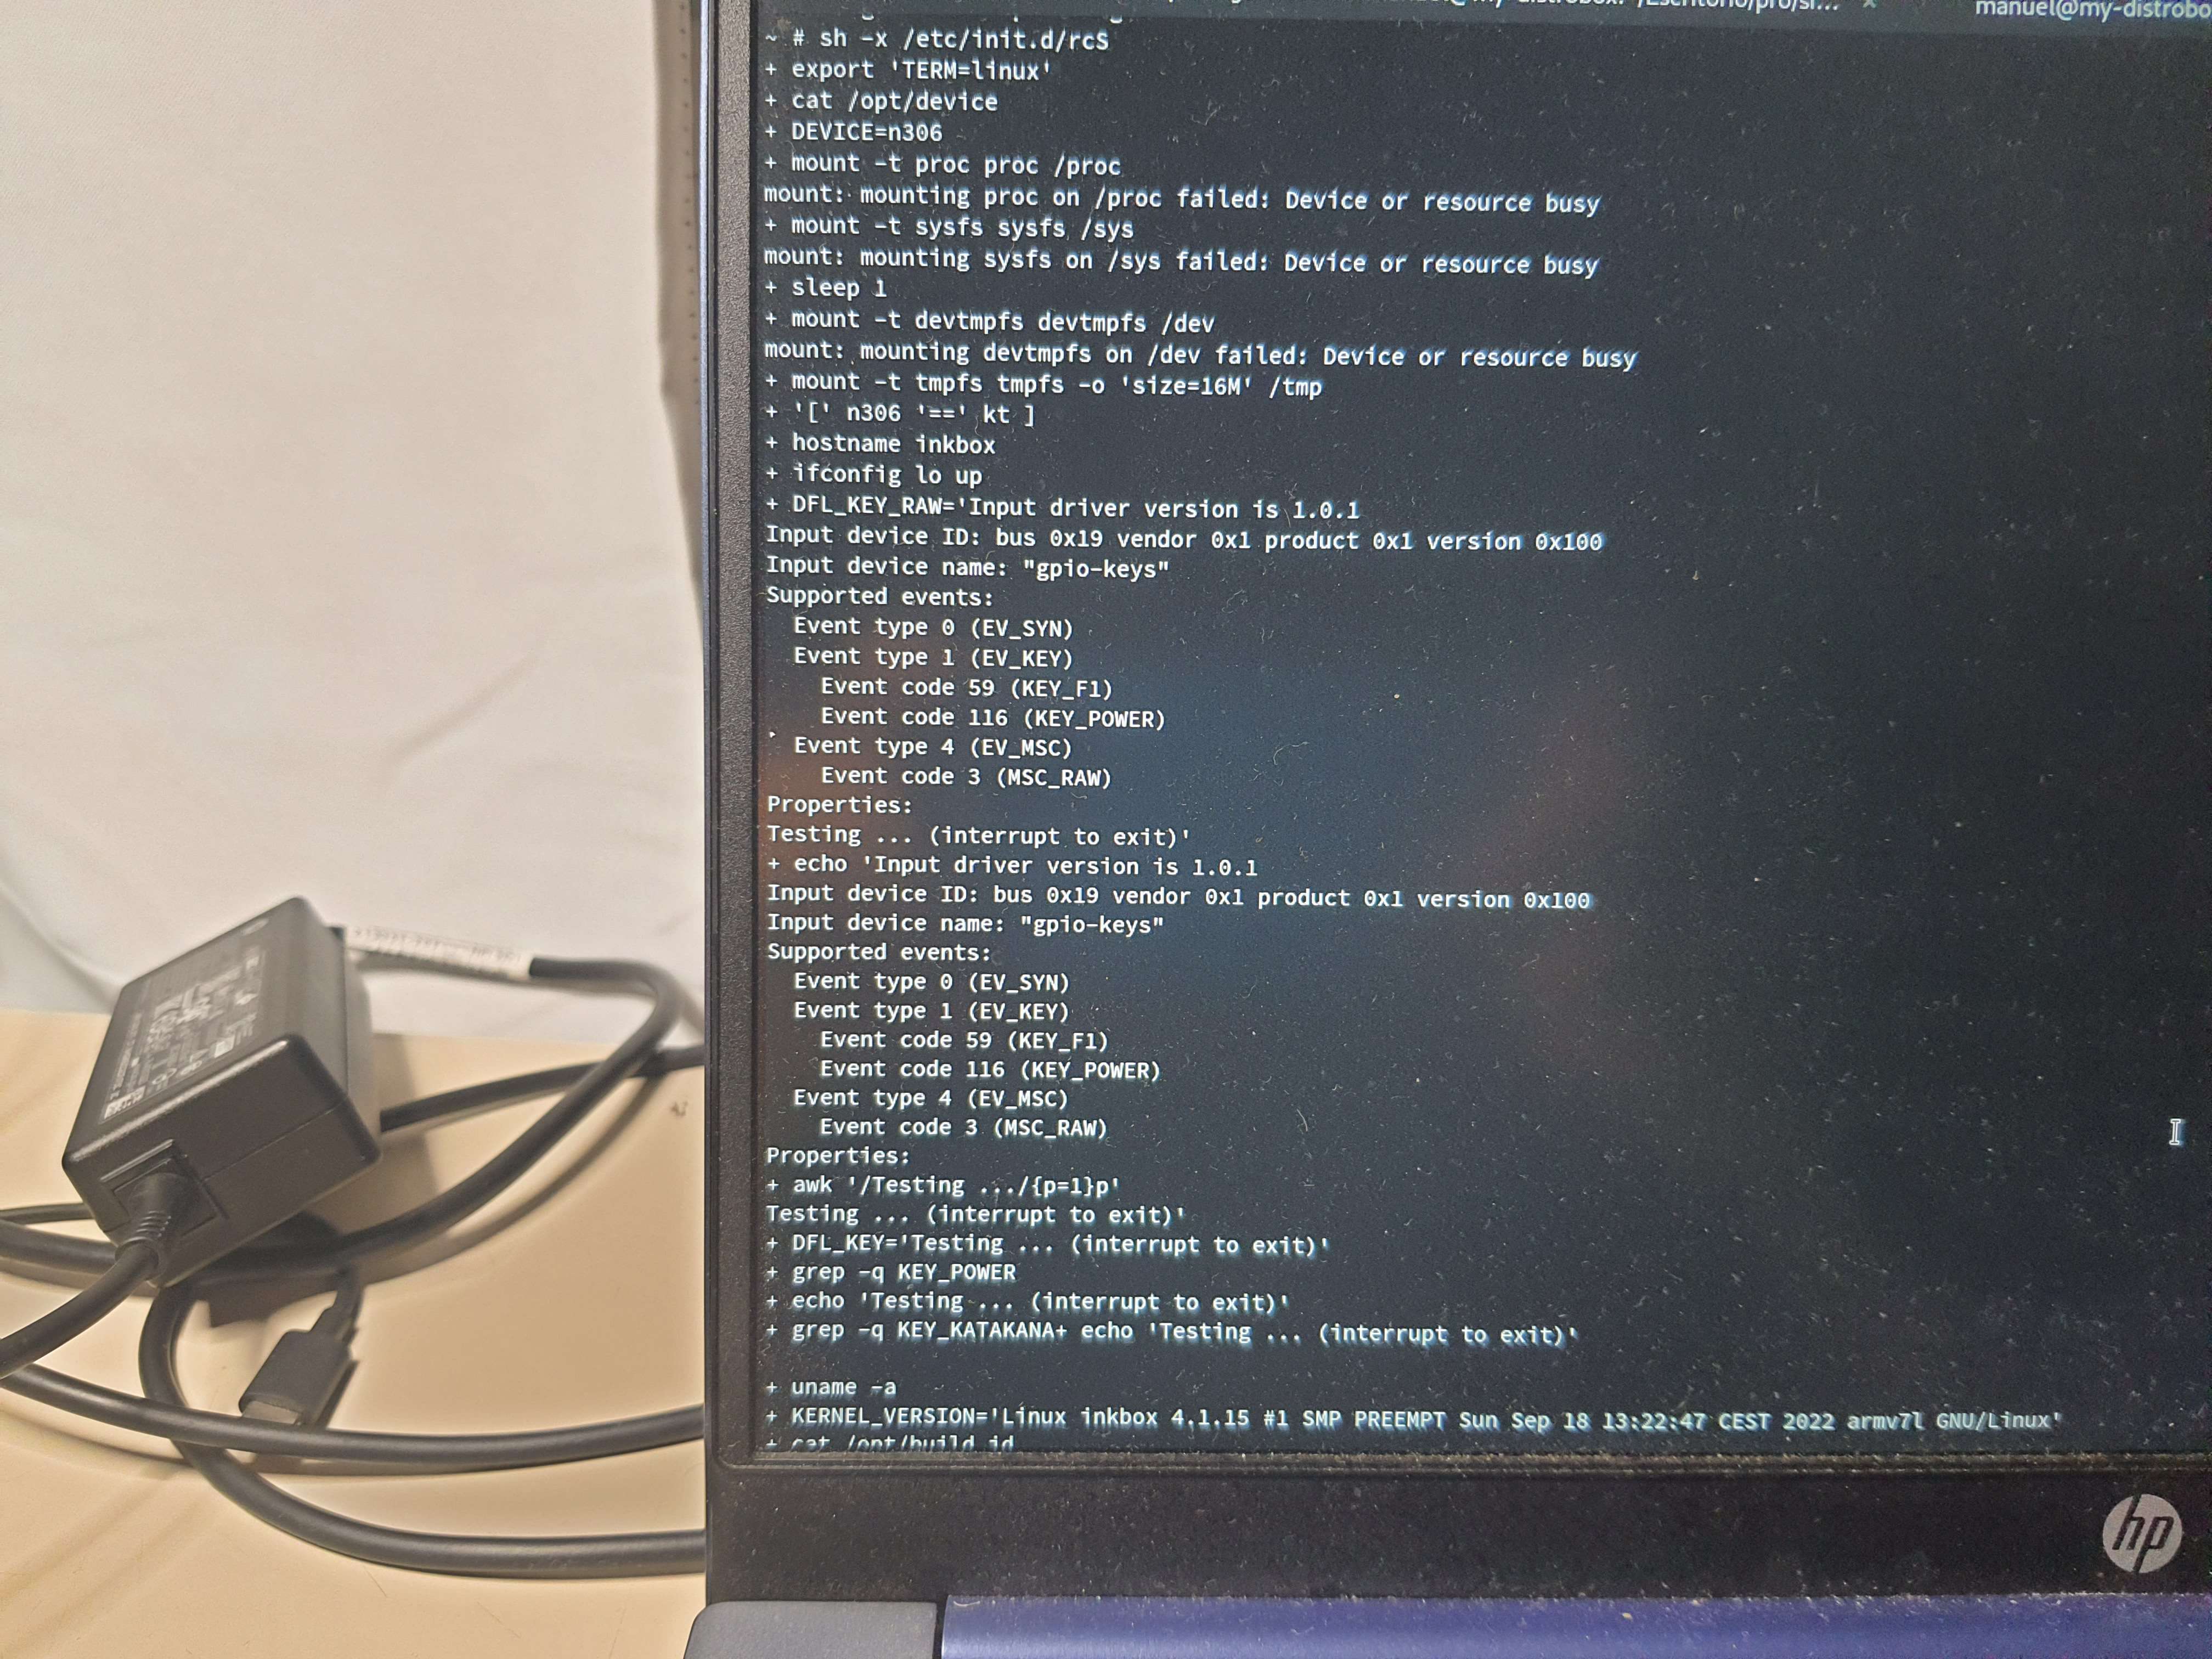 manuel@my-distrobo
~ # sh -x /etc/init.d/rcS
+ export 'TERM=linux'
+ cat /opt/device
+ DEVICE=n306
+ mount -t proc proc /proc
mount: mounting proc on /proc failed: Device or resource busy
+ mount -t sysfs sysfs /sys
mount: mounting sysfs on /sys failed: Device or resource busy
+ sleep 1
+ mount -t devtmpfs devtmpfs /dev
mount: mounting devtmpfs on /dev failed: Device or resource busy
+ mount -t tmpfs tmpfs -o 'size=16M' /tmp
+ '[' n306 '==' kt ]
+ hostname inkbox
+ ifconfig lo up
+ DFL_KEY_RAW='Input driver version is 1.0.1
Input device ID: bus 0x19 vendor 0x1 product 0x1 version 0x100
Input device name: "gpio-keys"
Supported events:
Event type 0 (EV_SYN)
Event type 1 (EV_KEY)
Event code 59 (KEY_F1)
Event code 116 (KEY_POWER)
Event type 4 (EV_MSC)
Event code 3 (MSC_RAW)
Properties:
Testing ... (interrupt to exit)'
+ echo 'Input driver version is 1.0.1
Input device ID: bus 0x19 vendor 0x1 product 0x1 version 0x100
Input device name: "gpio-keys"
Supported events:
Event type 0 (EV_SYN)
Event type 1 (EV_KEY)
Event code 59 (KEY_F1)
Event code 116 (KEY_POWER)
Event type 4 (EV_MSC)
Event code 3 (MSC_RAW)
Properties:
+ awk '/Testing .../{p=1}p'
Testing ... (interrupt to exit)'
+ DFL_KEY='Testing ... (interrupt to exit)'
+ grep -q KEY_POWER
+ echo 'Testing ... (interrupt to exit)'
+ grep -q KEY_KATAKANA+ echo 'Testing ... (interrupt to exit)'
+ uname -a
+ KERNEL_VERSION='Linux inkbox 4.1.15 #1 SMP PREEMPT Sun Sep 18 13:22:47 CEST 2022 armv7l GNU/Linux'
+ cat /opt/build_id
hp